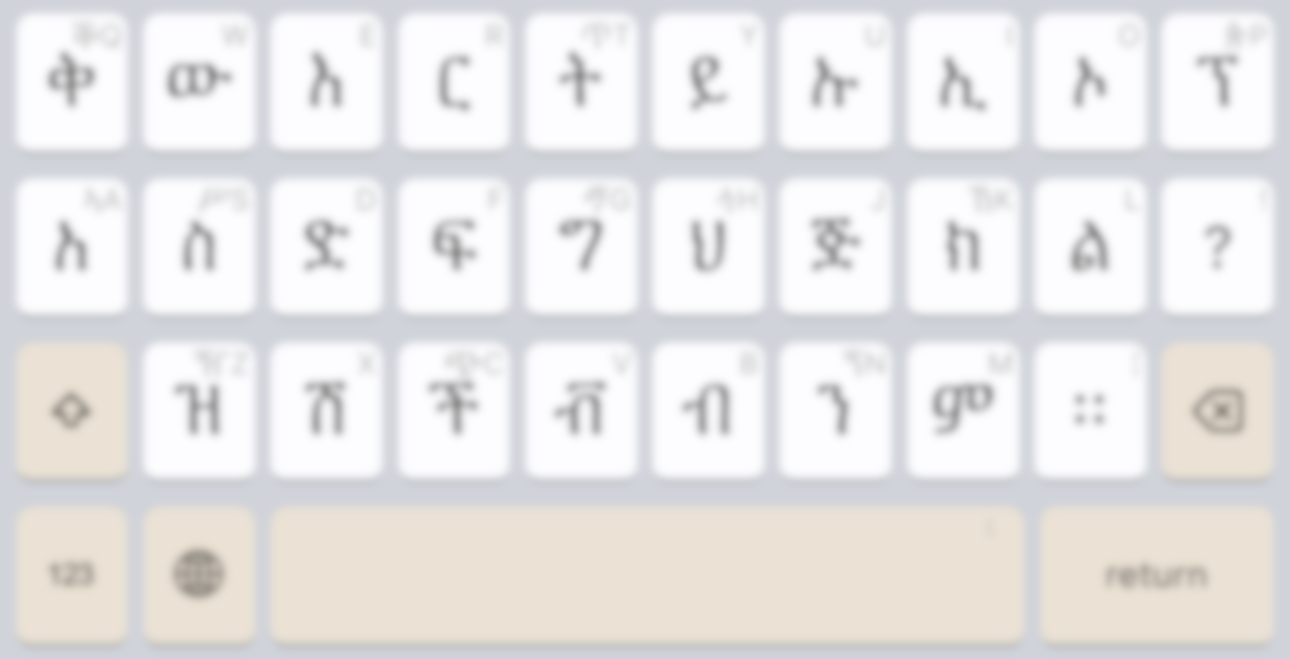 Q W E R T Y U I O P
ቅ ው እ ር ት ይ ኡ ኢ ኦ ፕ
A S D F G H J K L
አ ስ ድ ፍ ግ ህ ጅ ክ ል ?
Z X C V B N M
ዝ ሽ ች ቭ ብ ን ም ።
123 return